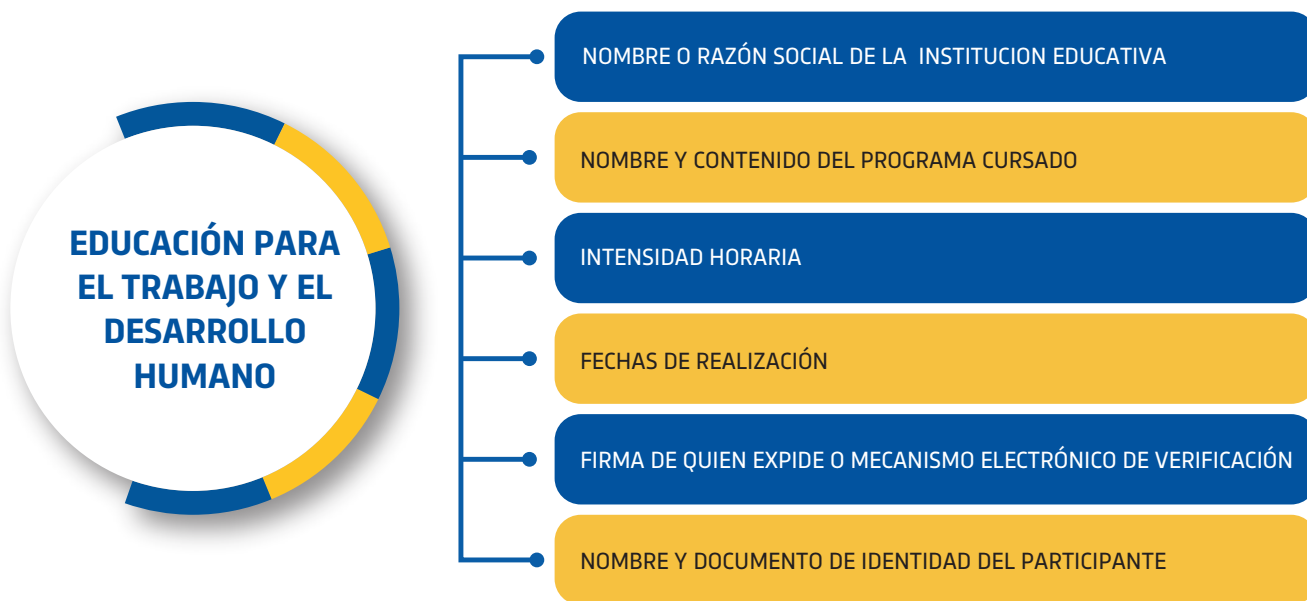 EDUCACIÓN PARA
EL TRABAJO Y EL
DESARROLLO
HUMANO
NOMBRE O RAZÓN SOCIAL DE LA INSTITUCION EDUCATIVA
NOMBRE Y CONTENIDO DEL PROGRAMA CURSADO
INTENSIDAD HORARIA
FECHAS DE REALIZACIÓN
FIRMA DE QUIEN EXPIDE O MECANISMO ELECTRÓNICO DE VERIFICACIÓN
NOMBRE Y DOCUMENTO DE IDENTIDAD DEL PARTICIPANTE